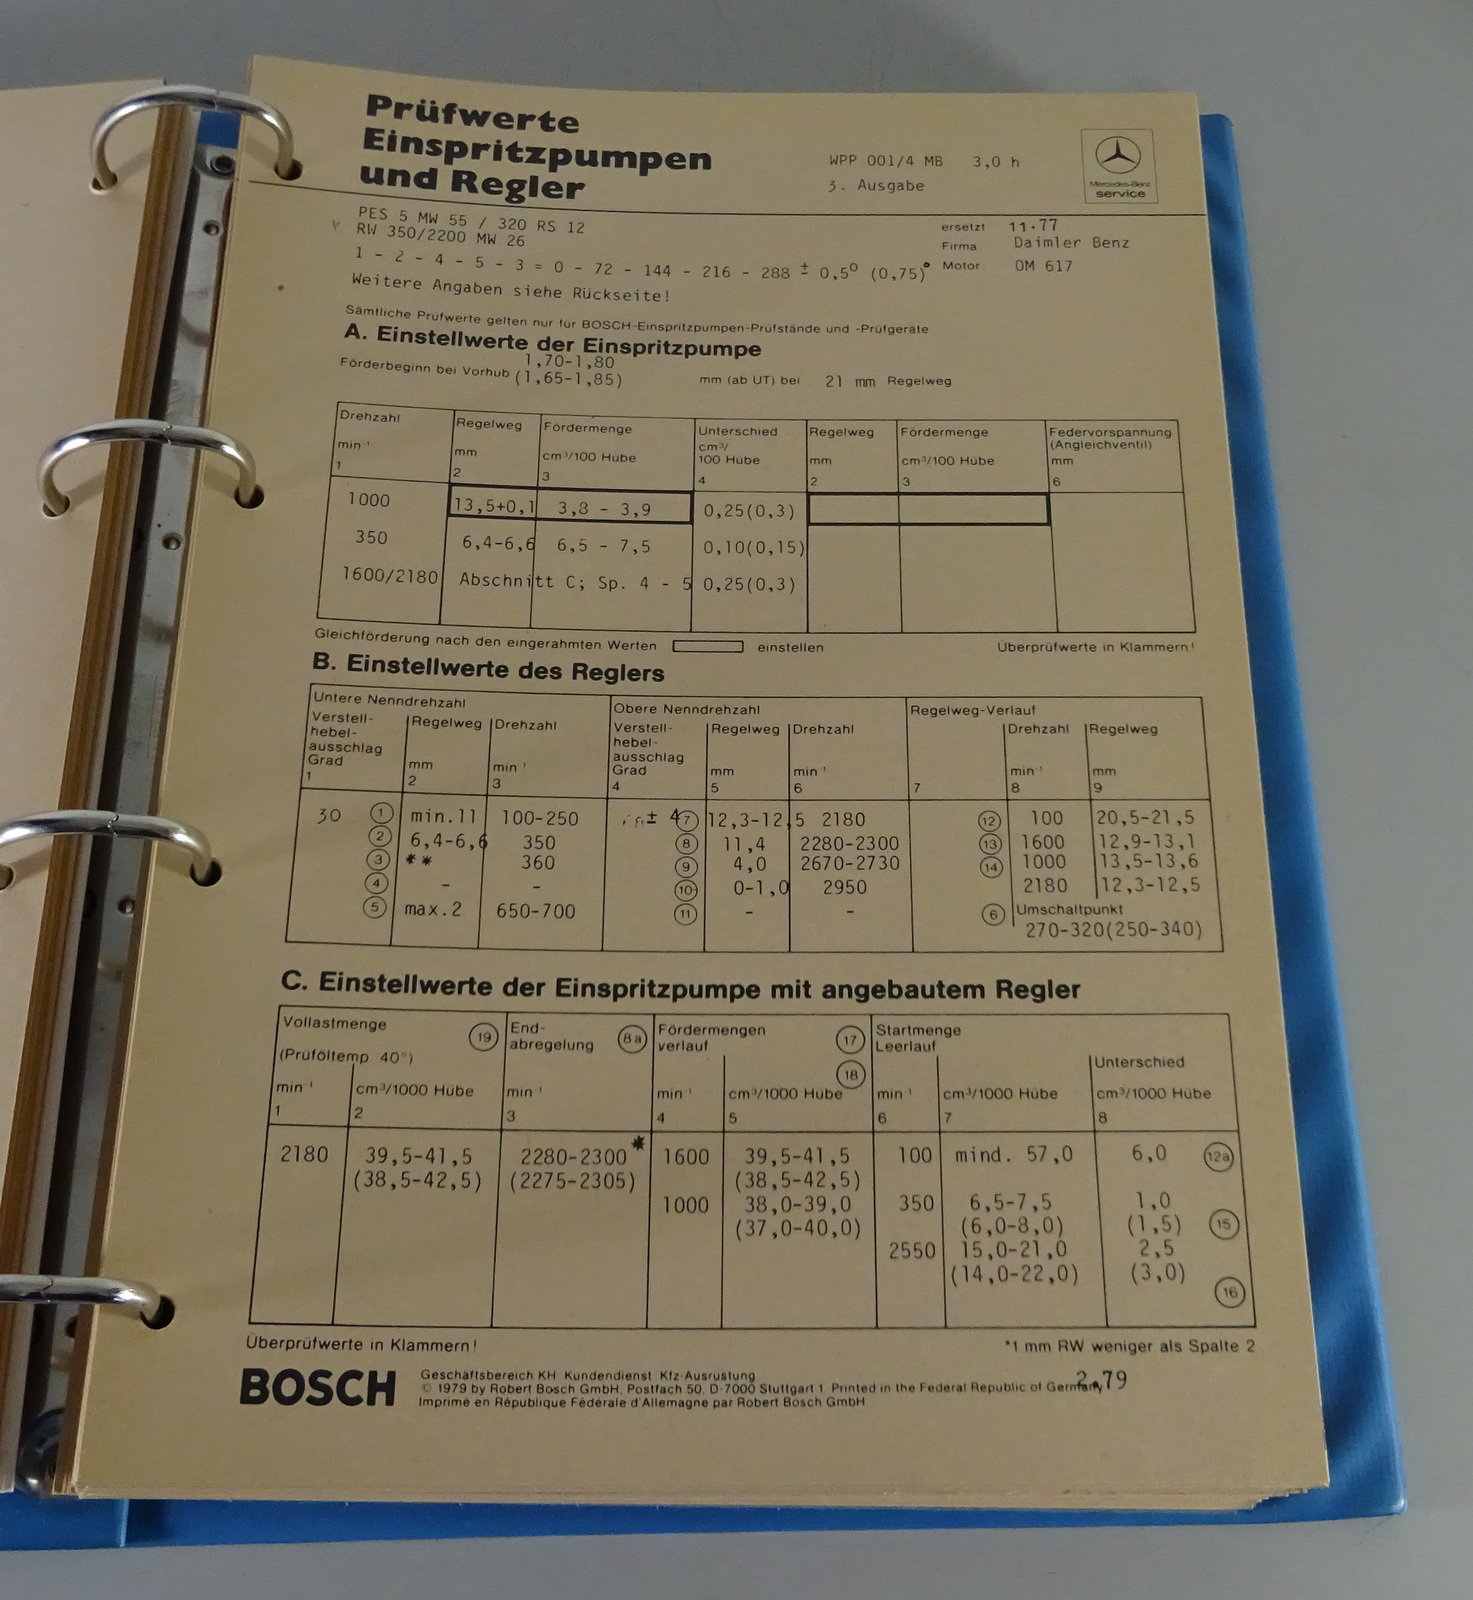 Prüfwerte
Einspritzpumpen
und Regler
WPP 001/4 MB 3,0 h
3. Ausgabe
Mercedes-Benz
service
PES 5 MW 55 / 320 RS 12
RW 350/2200 MW 26
1 - 2 - 4 - 5 - 3 = 0 - 72 - 144 - 216 - 288 ± 0,5° (0,75)°
Weitere Angaben siehe Rückseite!
ersetzt 11.77
Firma Daimler Benz
Motor: OM 617
Sämtliche Prüfwerte gelten nur für BOSCH-Einspritzpumpen-Prüfstände und -Prüfgeräte
A. Einstellwerte der Einspritzpumpe
Förderbeginn bei Vorhub 1,70-1,80
(1,65-1,85) mm (ab UT) bei 21 mm Regelweg
Drehzahl Regelweg Fördermenge Unterschied Regelweg Fördermenge Federvorspannung
cm³/ (Angleichventil)
min⁻¹ mm cm³/100 Hübe 100 Hübe mm cm³/100 Hübe mm
1 2 3 4 2 3 6
1000 13,5+0,1 3,8 - 3,9 0,25(0,3)
350 6,4-6,6 6,5 - 7,5 0,10(0,15)
1600/2180 Abschnitt C; Sp. 4 - 5 0,25(0,3)
Gleichförderung nach den eingerahmten Werten einstellen Überprüfwerte in Klammern!
B. Einstellwerte des Reglers
Untere Nenndrehzahl Obere Nenndrehzahl Regelweg-Verlauf
Verstell- Regelweg Drehzahl Verstell- Regelweg Drehzahl Drehzahl Regelweg
hebel- hebel-
ausschlag ausschlag
Grad mm min⁻¹ Grad mm min⁻¹ min⁻¹ mm
1 2 3 4 5 6 7 8 9
30 1 min.11 100-250 ± 4 7 12,3-12,5 2180 12 100 20,5-21,5
2 6,4-6,6 350 8 11,4 2280-2300 13 1600 12,9-13,1
3 ** 360 9 4,0 2670-2730 14 1000 13,5-13,6
4 - - 10 0-1,0 2950 2180 12,3-12,5
5 max.2 650-700 11 - - 6 Umschaltpunkt
270-320(250-340)
C. Einstellwerte der Einspritzpumpe mit angebautem Regler
Vollastmenge 19 End- 8a Fördermengen 17 Startmenge
abregelung verlauf Leerlauf
(Prüföltemp. 40°) 18 Unterschied
min⁻¹ cm³/1000 Hübe min⁻¹ min⁻¹ cm³/1000 Hübe min⁻¹ cm³/1000 Hübe cm³/1000 Hübe
1 2 3 4 5 6 7 8
2180 39,5-41,5 2280-2300* 1600 39,5-41,5 100 mind. 57,0 6,0 12a
(38,5-42,5) (2275-2305) (38,5-42,5)
1000 38,0-39,0 350 6,5-7,5 1,0
(37,0-40,0) (6,0-8,0) (1,5) 15
2550 15,0-21,0 2,5
(14,0-22,0) (3,0)
16
Überprüfwerte in Klammern! *1 mm RW weniger als Spalte 2
BOSCH
Geschäftsbereich KH Kundendienst Kfz-Ausrüstung
© 1979 by Robert Bosch GmbH, Postfach 50, D-7000 Stuttgart 1 Printed in the Federal Republic of Germany 2.79
Imprimé en République Fédérale d'Allemagne par Robert Bosch GmbH